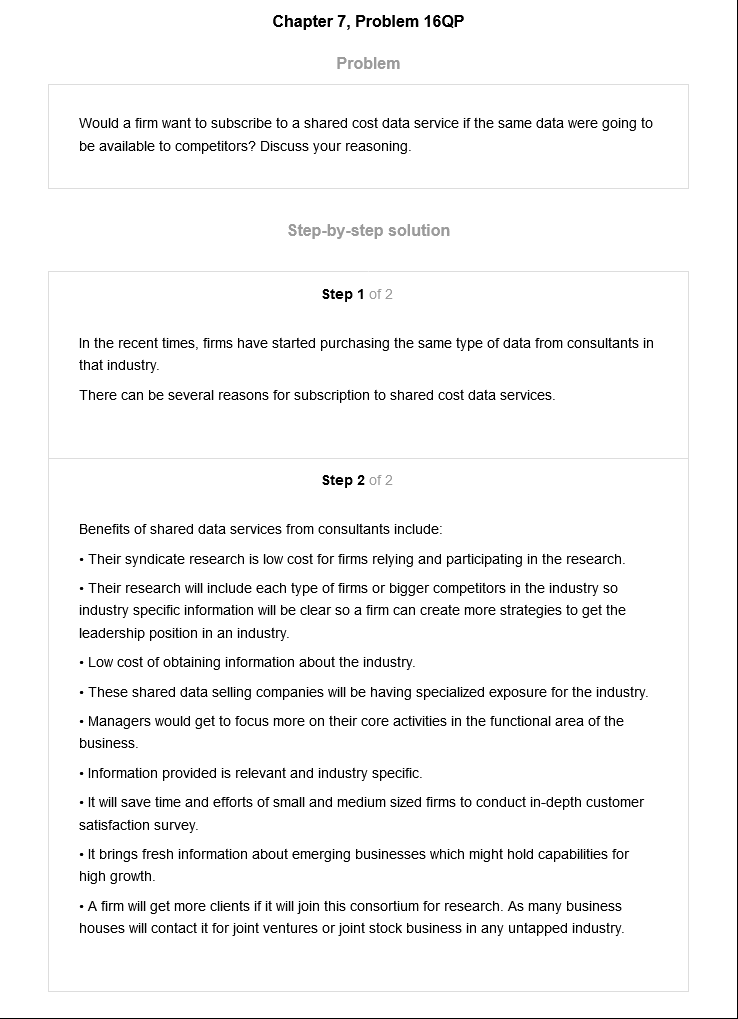 Chapter 7, Problem 16QP
Problem
Would a firm want to subscribe to a shared cost data service if the same data were going to
be available to competitors? Discuss your reasoning.
Step-by-step solution
Step 1 of 2
In the recent times, firms have started purchasing the same type of data from consultants in
that industry.
There can be several reasons for subscription to shared cost data services.
Step 2 of 2
Benefits of shared data services from consultants include:
• Their syndicate research is low cost for firms relying and participating in the research.
• Their research will include each type of firms or bigger competitors in the industry so
industry specific information will be clear so a firm can create more strategies to get the
leadership position in an industry.
• Low cost of obtaining information about the industry.
• These shared data selling companies will be having specialized exposure for the industry.
• Managers would get to focus more on their core activities in the functional area of the
business.
• Information provided is relevant and industry specific.
• It will save time and efforts of small and medium sized firms to conduct in-depth customer
satisfaction survey.
• It brings fresh information about emerging businesses which might hold capabilities for
high growth.
• A firm will get more clients if it will join this consortium for research. As many business
houses will contact it for joint ventures or joint stock business in any untapped industry.